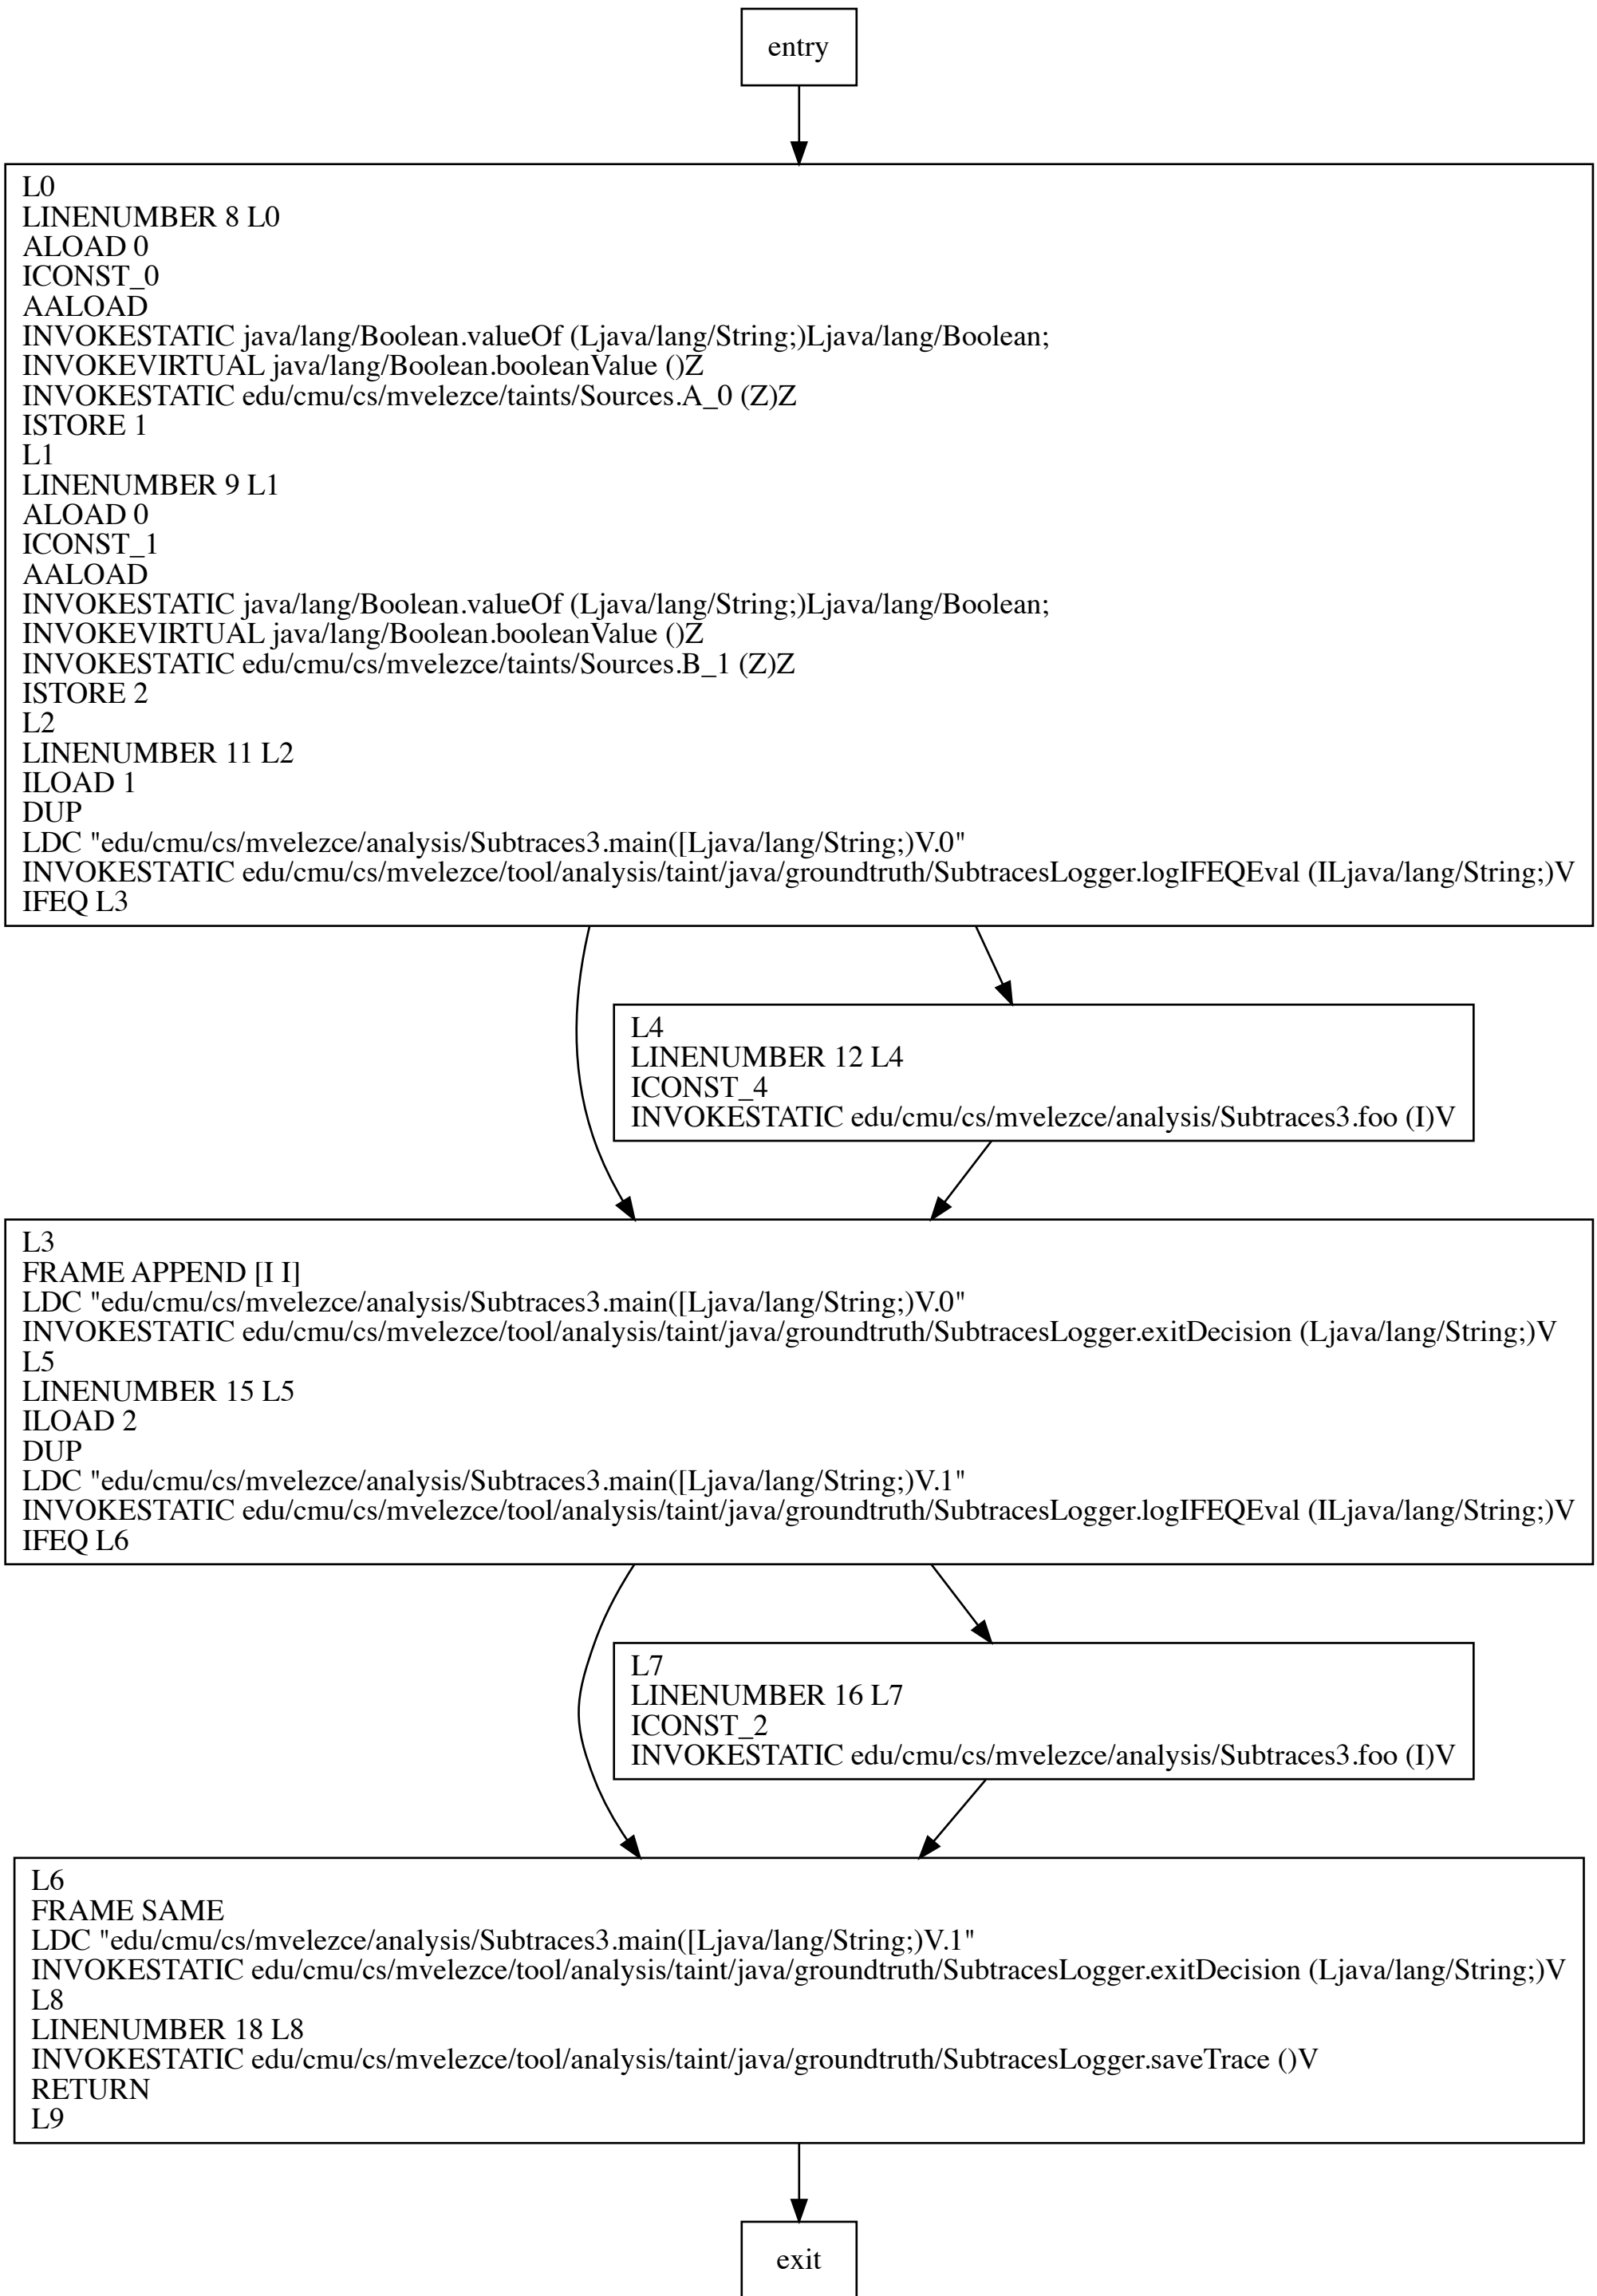 entry
L0
LINENUMBER 8 L0
ALOAD 0
ICONST_0
AALOAD
INVOKESTATIC java/lang/Boolean.valueOf (Ljava/lang/String;)Ljava/lang/Boolean;
INVOKEVIRTUAL java/lang/Boolean.booleanValue ()Z
INVOKESTATIC edu/cmu/cs/mvelezce/taints/Sources.A_0 (Z)Z
ISTORE 1
L1
LINENUMBER 9 L1
ALOAD 0
ICONST_1
AALOAD
INVOKESTATIC java/lang/Boolean.valueOf (Ljava/lang/String;)Ljava/lang/Boolean;
INVOKEVIRTUAL java/lang/Boolean.booleanValue ()Z
INVOKESTATIC edu/cmu/cs/mvelezce/taints/Sources.B_1 (Z)Z
ISTORE 2
L2
LINENUMBER 11 L2
ILOAD 1
DUP
LDC "edu/cmu/cs/mvelezce/analysis/Subtraces3.main([Ljava/lang/String;)V.0"
INVOKESTATIC edu/cmu/cs/mvelezce/tool/analysis/taint/java/groundtruth/SubtracesLogger.logIFEQEval (ILjava/lang/String;)V
IFEQ L3
L4
LINENUMBER 12 L4
ICONST_4
INVOKESTATIC edu/cmu/cs/mvelezce/analysis/Subtraces3.foo (I)V
L3
FRAME APPEND [I I]
LDC "edu/cmu/cs/mvelezce/analysis/Subtraces3.main([Ljava/lang/String;)V.0"
INVOKESTATIC edu/cmu/cs/mvelezce/tool/analysis/taint/java/groundtruth/SubtracesLogger.exitDecision (Ljava/lang/String;)V
L5
LINENUMBER 15 L5
ILOAD 2
DUP
LDC "edu/cmu/cs/mvelezce/analysis/Subtraces3.main([Ljava/lang/String;)V.1"
INVOKESTATIC edu/cmu/cs/mvelezce/tool/analysis/taint/java/groundtruth/SubtracesLogger.logIFEQEval (ILjava/lang/String;)V
IFEQ L6
L7
LINENUMBER 16 L7
ICONST_2
INVOKESTATIC edu/cmu/cs/mvelezce/analysis/Subtraces3.foo (I)V
L6
FRAME SAME
LDC "edu/cmu/cs/mvelezce/analysis/Subtraces3.main([Ljava/lang/String;)V.1"
INVOKESTATIC edu/cmu/cs/mvelezce/tool/analysis/taint/java/groundtruth/SubtracesLogger.exitDecision (Ljava/lang/String;)V
L8
LINENUMBER 18 L8
INVOKESTATIC edu/cmu/cs/mvelezce/tool/analysis/taint/java/groundtruth/SubtracesLogger.saveTrace ()V
RETURN
L9
exit